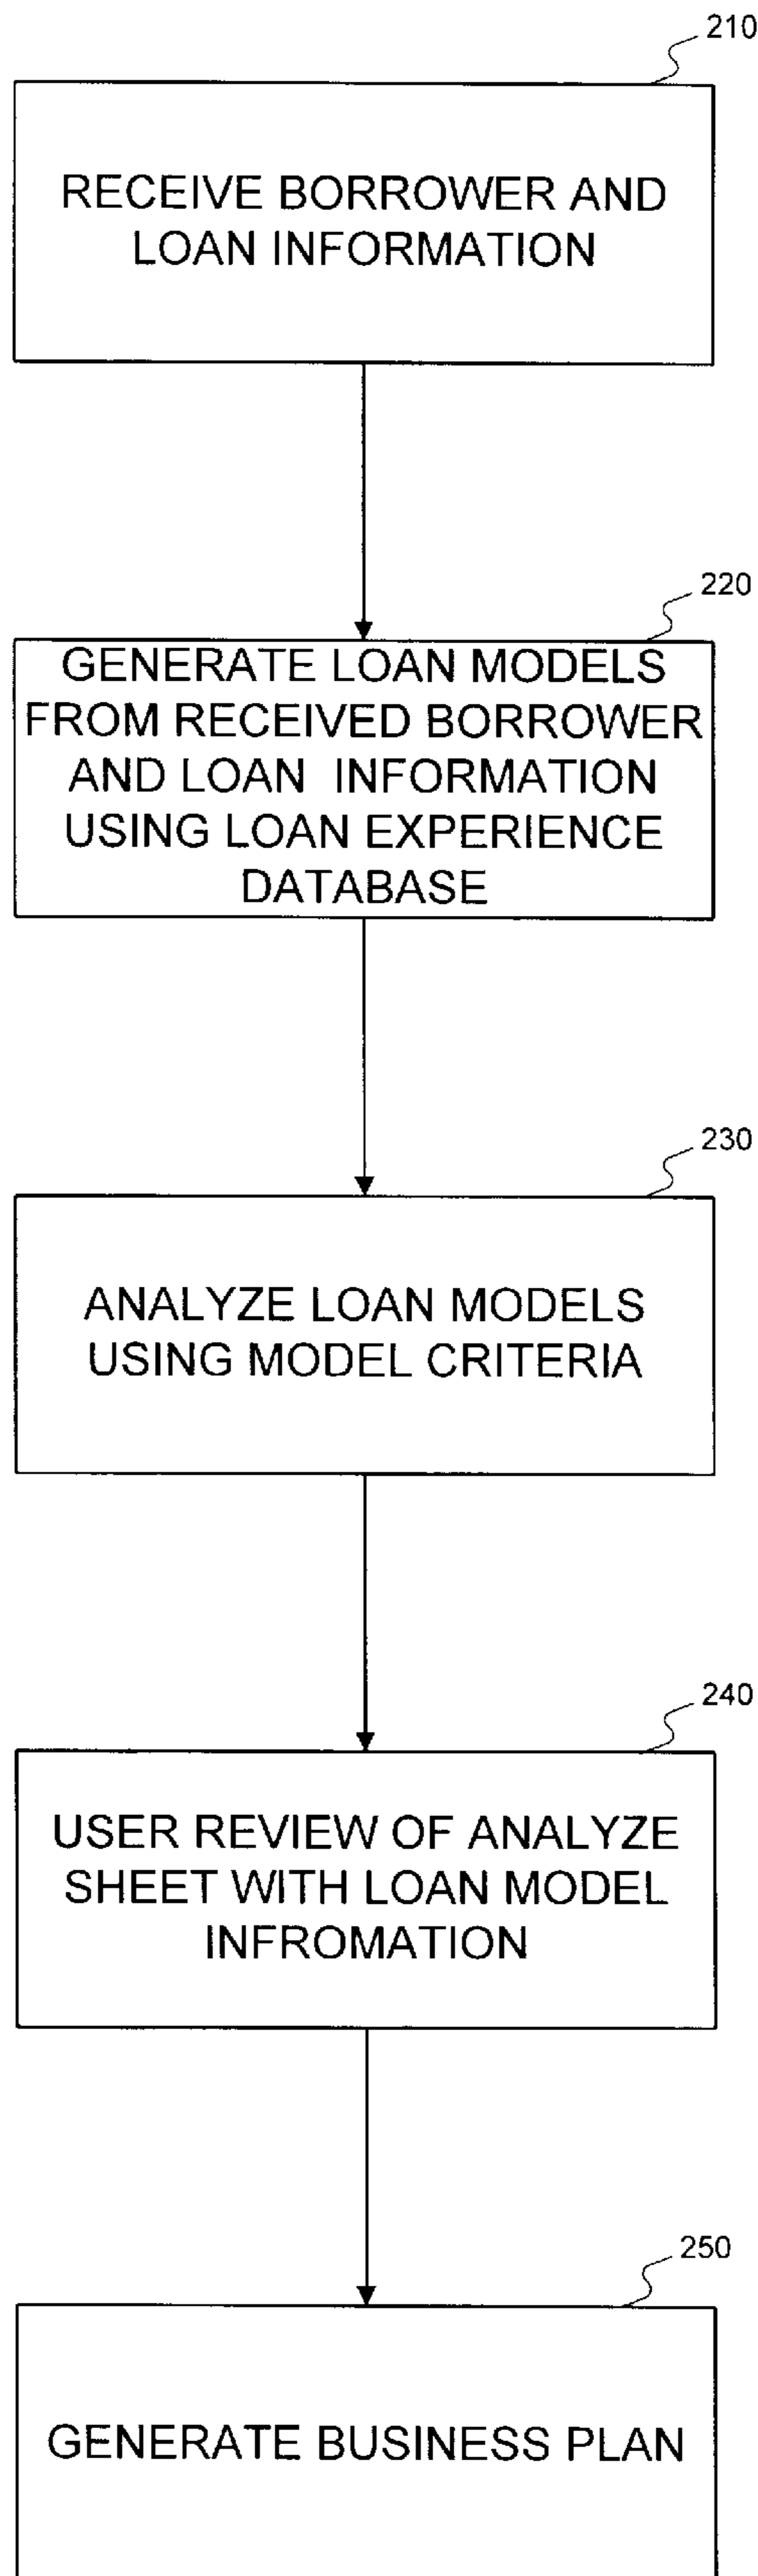 210
RECEIVE BORROWER AND
LOAN INFORMATION
220
GENERATE LOAN MODELS
FROM RECEIVED BORROWER
AND LOAN INFORMATION
USING LOAN EXPERIENCE
DATABASE
230
ANALYZE LOAN MODELS
USING MODEL CRITERIA
240
USER REVIEW OF ANALYZE
SHEET WITH LOAN MODEL
INFROMATION
250
GENERATE BUSINESS PLAN